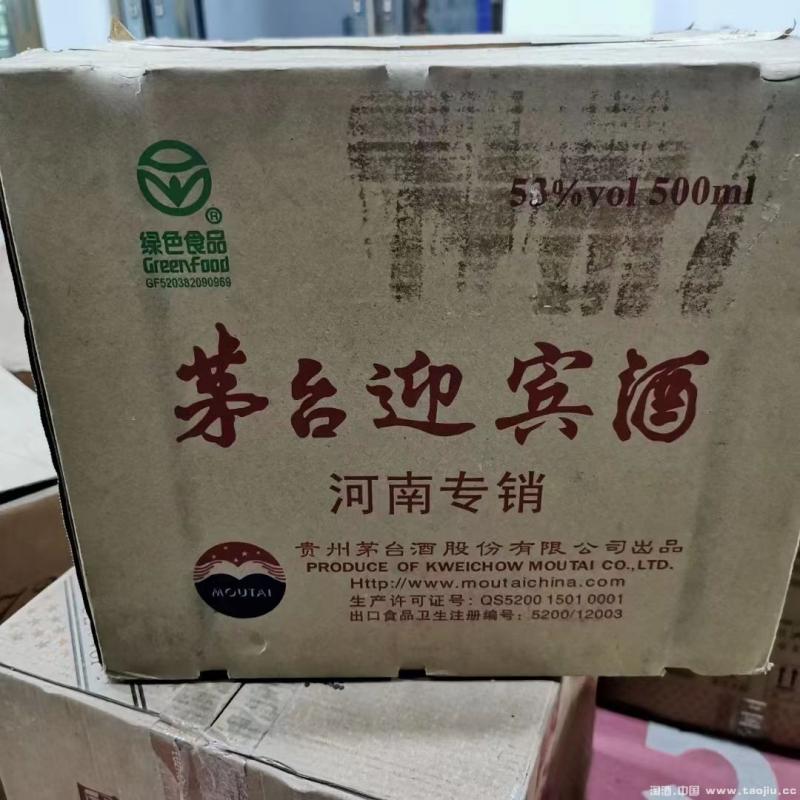 53%vol 500ml
®
绿色食品
Greenfood
GF520382090969
茅台迎宾酒
河南专销
贵州茅台酒股份有限公司出品
PRODUCE OF KWEICHOW MOUTAI CO.,LTD.
Http://www.moutaichina.com
生产许可证号：QS5200 1501 0001
出口食品卫生注册编号：5200/12003
MOUTAI
淘酒.中国 www.taojiu.cc